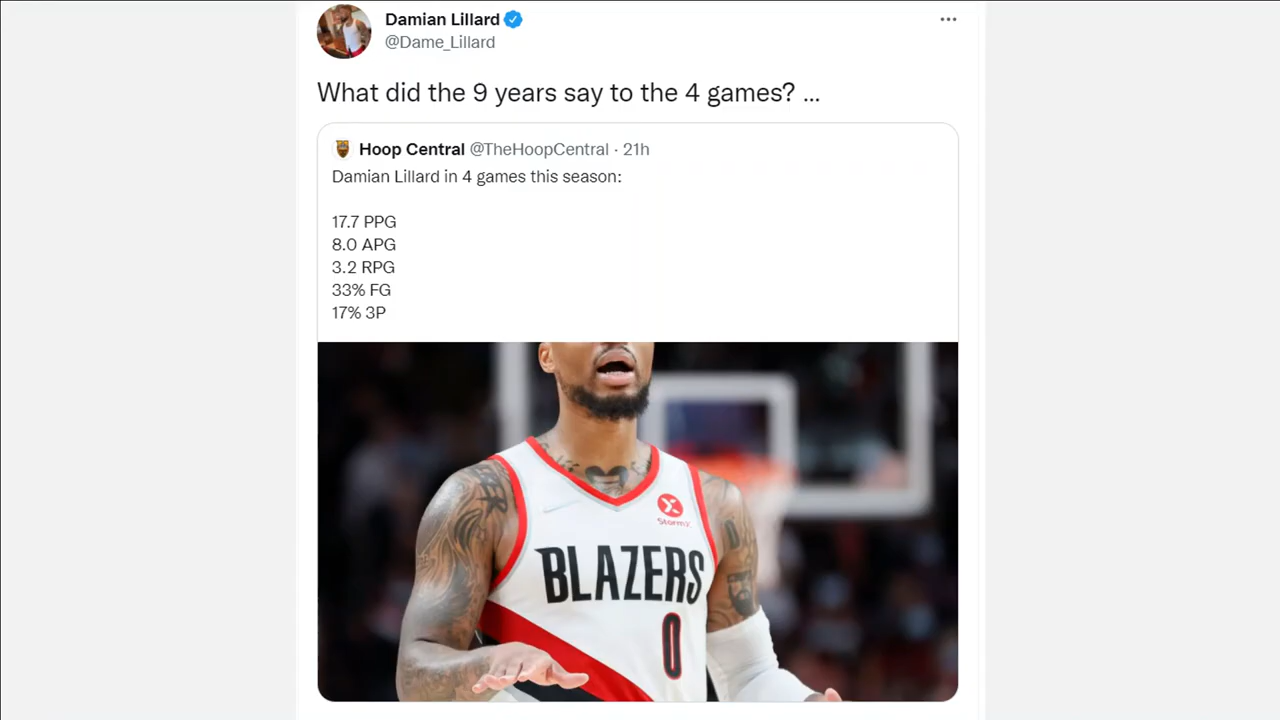 Damian Lillard
@Dame_Lillard
What did the 9 years say to the 4 games? ...
Hoop Central @TheHoopCentral · 21h
Damian Lillard in 4 games this season:
17.7 PPG
8.0 APG
3.2 RPG
33% FG
17% 3P
StormX
BLAZERS
0